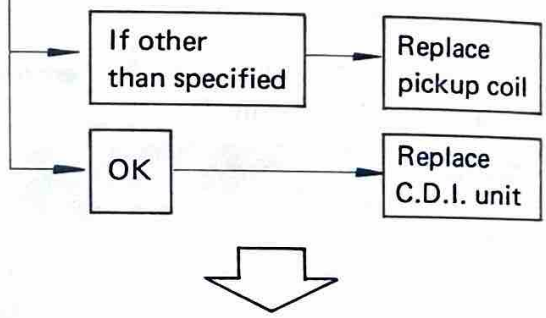 If other
than specified
Replace
pickup coil
OK
Replace
C.D.I. unit